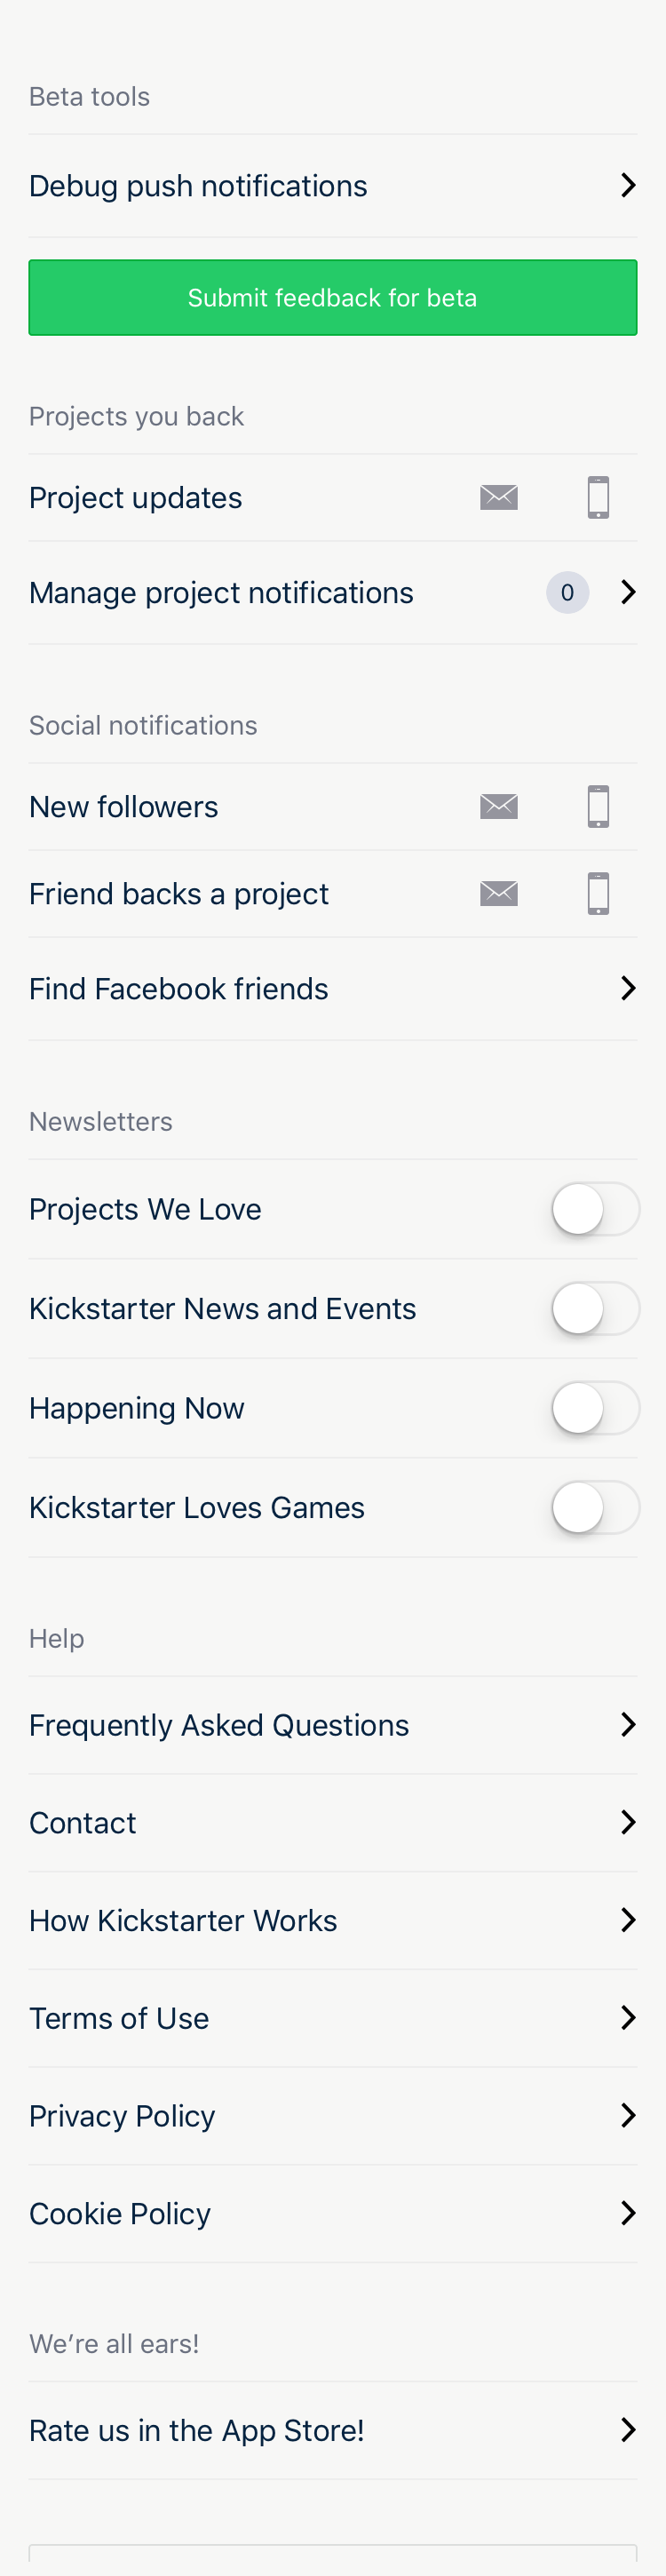 Beta tools
Debug push notifications
Submit feedback for beta
Projects you back
Project updates
Manage project notifications 0
Social notifications
New followers
Friend backs a project
Find Facebook friends
Newsletters
Projects We Love
Kickstarter News and Events
Happening Now
Kickstarter Loves Games
Help
Frequently Asked Questions
Contact
How Kickstarter Works
Terms of Use
Privacy Policy
Cookie Policy
We’re all ears!
Rate us in the App Store!